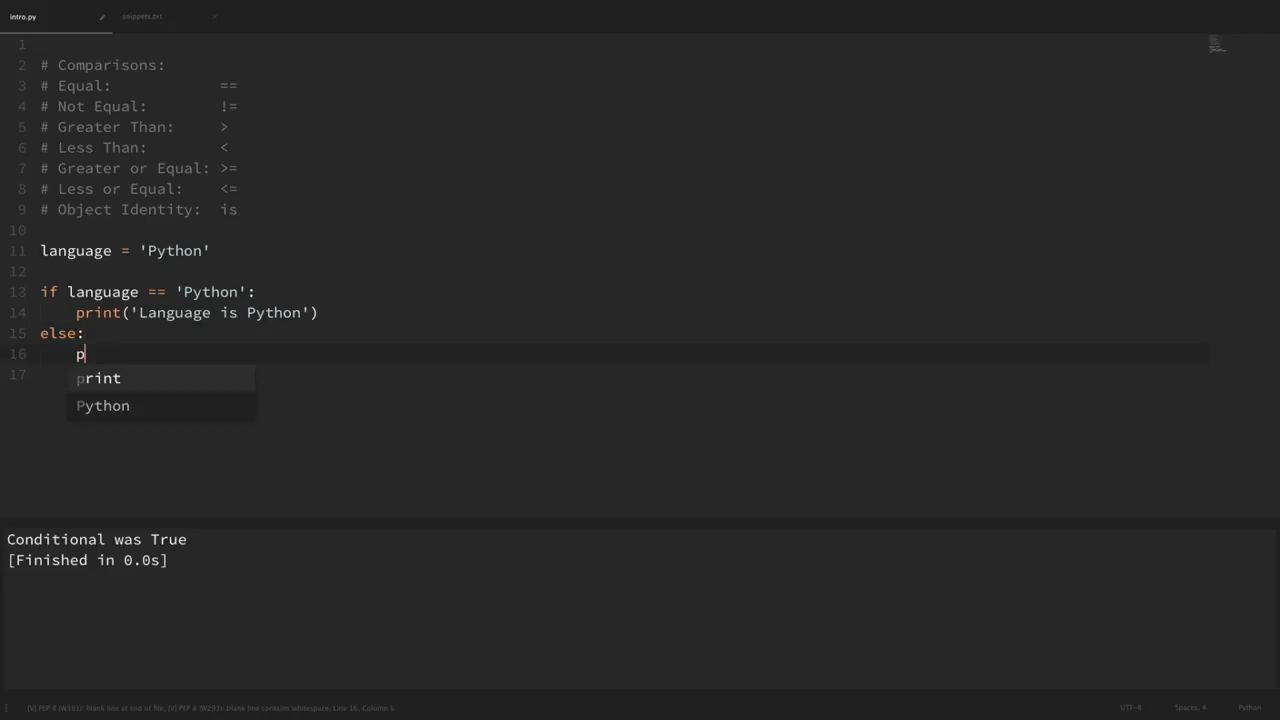 intro.py snippets.txt
1
2 # Comparisons:
3 # Equal: ==
4 # Not Equal: !=
5 # Greater Than: >
6 # Less Than: <
7 # Greater or Equal: >=
8 # Less or Equal: <=
9 # Object Identity: is
10
11 language = 'Python'
12
13 if language == 'Python':
14 print('Language is Python')
15 else:
16 p
17
print
Python
Conditional was True
[Finished in 0.0s]
[V] PEP 8 (W391): blank line at end of file, [V] PEP 8 (W293): blank line contains whitespace, Line 16, Column 6 UTF-8 Spaces: 4 Python